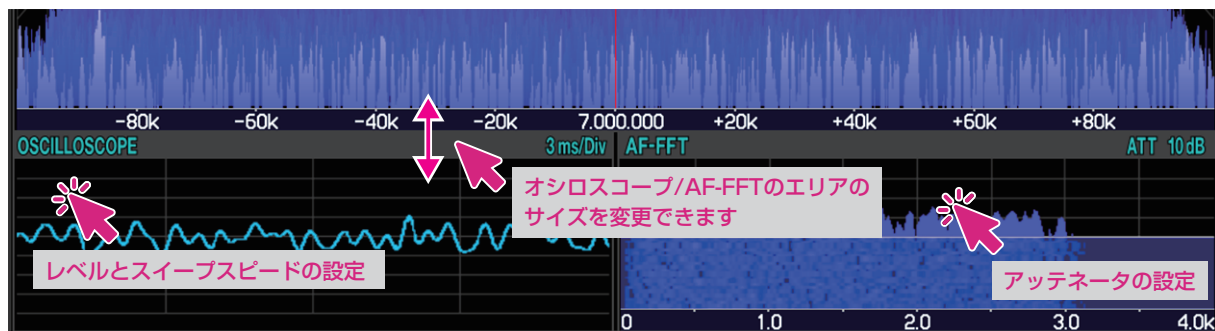 -80k -60k -40k -20k 7.000.000 +20k +40k +60k +80k
OSCILLOSCOPE 3 ms/Div AF-FFT ATT 10 dB
オシロスコープ/AF-FFTのエリアの
サイズを変更できます
レベルとスイープスピードの設定
アッテネータの設定
0 1.0 2.0 3.0 4.0k